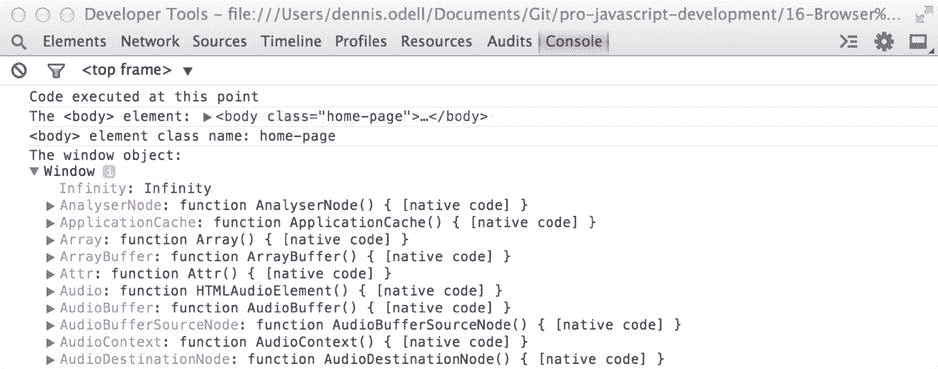 Developer Tools - file:///Users/dennis.odell/Documents/Git/pro-javascript-development/16-Browser%...
Elements Network Sources Timeline Profiles Resources Audits Console
<top frame> ▼
Code executed at this point
The <body> element: ▶<body class="home-page">…</body>
<body> element class name: home-page
The window object:
▼ Window i
Infinity: Infinity
▶ AnalyserNode: function AnalyserNode() { [native code] }
▶ ApplicationCache: function ApplicationCache() { [native code] }
▶ Array: function Array() { [native code] }
▶ ArrayBuffer: function ArrayBuffer() { [native code] }
▶ Attr: function Attr() { [native code] }
▶ Audio: function HTMLAudioElement() { [native code] }
▶ AudioBuffer: function AudioBuffer() { [native code] }
▶ AudioBufferSourceNode: function AudioBufferSourceNode() { [native code] }
▶ AudioContext: function AudioContext() { [native code] }
▶ AudioDestinationNode: function AudioDestinationNode() { [native code] }